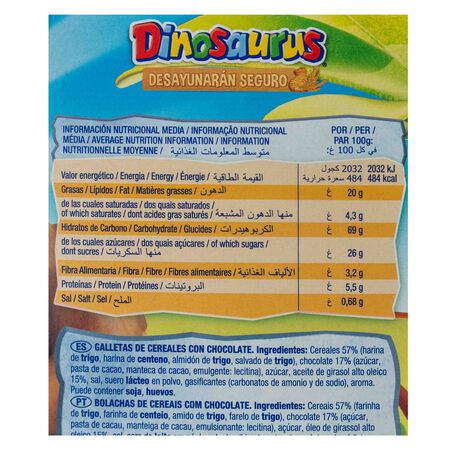 Dinosaurus
DESAYUNARÁN SEGURO
INFORMACIÓN NUTRICIONAL MEDIA / INFORMAÇÃO NUTRICIONAL
MÉDIA / AVERAGE NUTRITION INFORMATION / INFORMATION
NUTRITIONNELLE MOYENNE / متوسط المعلومات الغذائية
POR / PER /
PAR 100g:
في كل 100 غ:
Valor energético / Energia / Energy / Énergie / القيمة الطاقية 2032 كجول 2032 kJ
484 سعرة حرارية 484 kcal
Grasas / Lípidos / Fat / Matières grasses / الدهون غ 20 g
de las cuales saturadas / dos quais saturados /
of which saturates / dont acides gras saturés / منها الدهون المشبعة غ 4,3 g
Hidratos de Carbono / Carbohydrate / Glucides / الكربوهيدرات غ 69 g
de los cuales azúcares / dos quais açúcares / of which sugars /
dont sucres / منها السكريات غ 26 g
Fibra Alimentaria / Fibra / Fibre / Fibres alimentaires / الألياف الغذائية غ 3,2 g
Proteínas / Protein / Protéines / البروتينات غ 5,5 g
Sal / Salt / Sel / الملح غ 0,68 g
ES GALLETAS DE CEREALES CON CHOCOLATE. Ingredientes: Cereales 57% (harina
de trigo, harina de centeno, almidón de trigo, salvado de trigo), chocolate 17% (azúcar,
pasta de cacao, manteca de cacao, emulgente: lecitina), azúcar, aceite de girasol alto oleico
15%, sal, suero lácteo en polvo, gasificantes (carbonatos de amonio y de sodio), aroma.
Puede contener soja, huevos.
PT BOLACHAS DE CEREAIS COM CHOCOLATE. Ingredientes: Cereais 57% (farinha
de trigo, farinha de centeio, amido de trigo, farelo de trigo), chocolate 17% (açúcar,
pasta de cacau, manteiga de cacau, emulsionante: lecitina), açúcar, óleo de girassol alto
oleico 15%, sal,